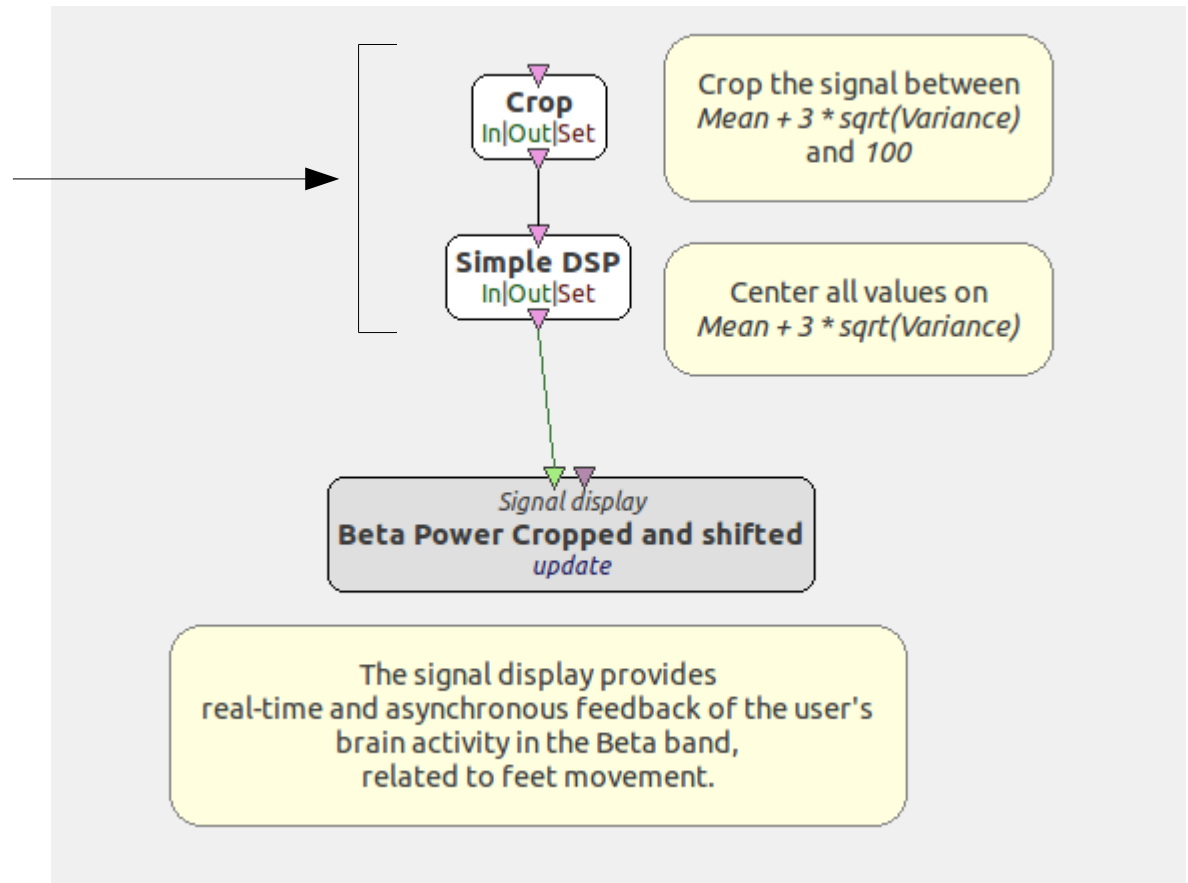 Crop
In|Out|Set
Crop the signal between
Mean + 3 * sqrt(Variance)
and 100
Simple DSP
In|Out|Set
Center all values on
Mean + 3 * sqrt(Variance)
Signal display
Beta Power Cropped and shifted
update
The signal display provides
real-time and asynchronous feedback of the user's
brain activity in the Beta band,
related to feet movement.